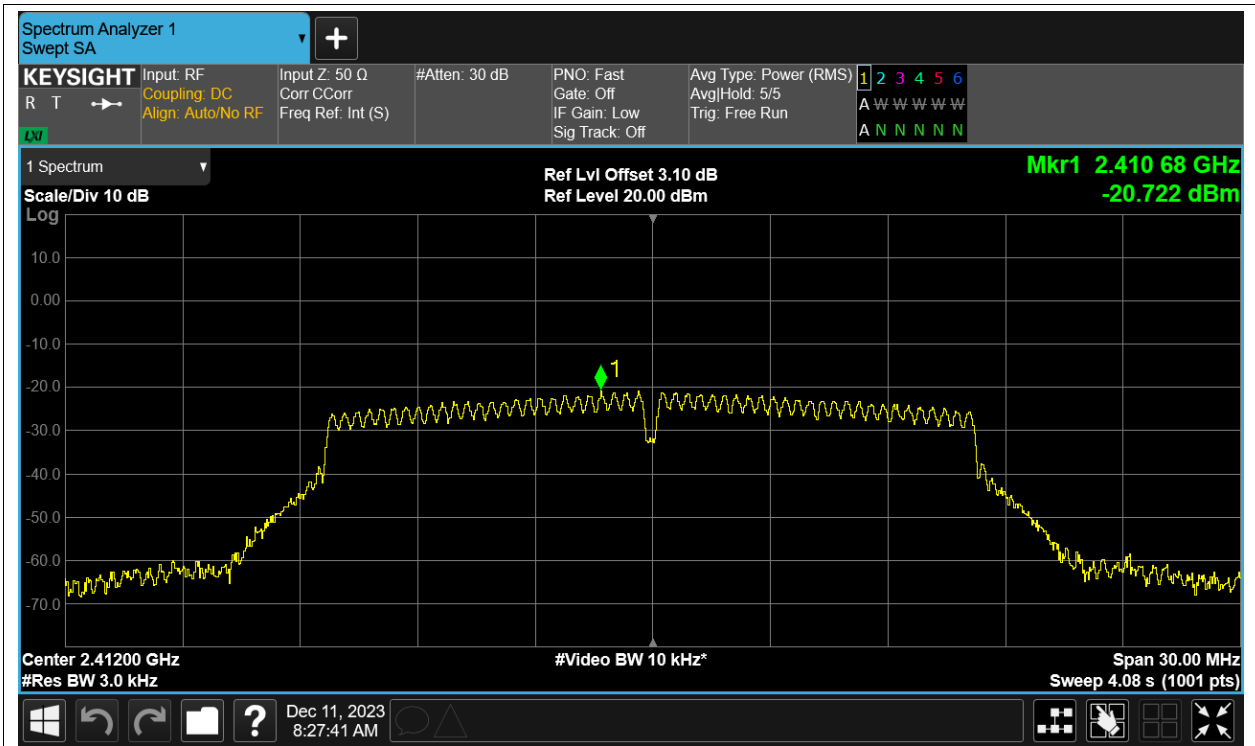 Spectrum Analyzer 1
Swept SA
KEYSIGHT
R T
LXI
Input: RF
Coupling: DC
Align: Auto/No RF
Input Z: 50 Ω
Corr CCorr
Freq Ref: Int (S)
#Atten: 30 dB
PNO: Fast
Gate: Off
IF Gain: Low
Sig Track: Off
Avg Type: Power (RMS)
Avg|Hold: 5/5
Trig: Free Run
1 2 3 4 5 6
A W W W W W
A N N N N N
1 Spectrum
Scale/Div 10 dB
Ref Lvl Offset 3.10 dB
Ref Level 20.00 dBm
Mkr1 2.410 68 GHz
-20.722 dBm
Log
10.0
0.00
-10.0
-20.0
-30.0
-40.0
-50.0
-60.0
-70.0
1
Center 2.41200 GHz
#Video BW 10 kHz*
Span 30.00 MHz
#Res BW 3.0 kHz
Sweep 4.08 s (1001 pts)
?
Dec 11, 2023
8:27:41 AM